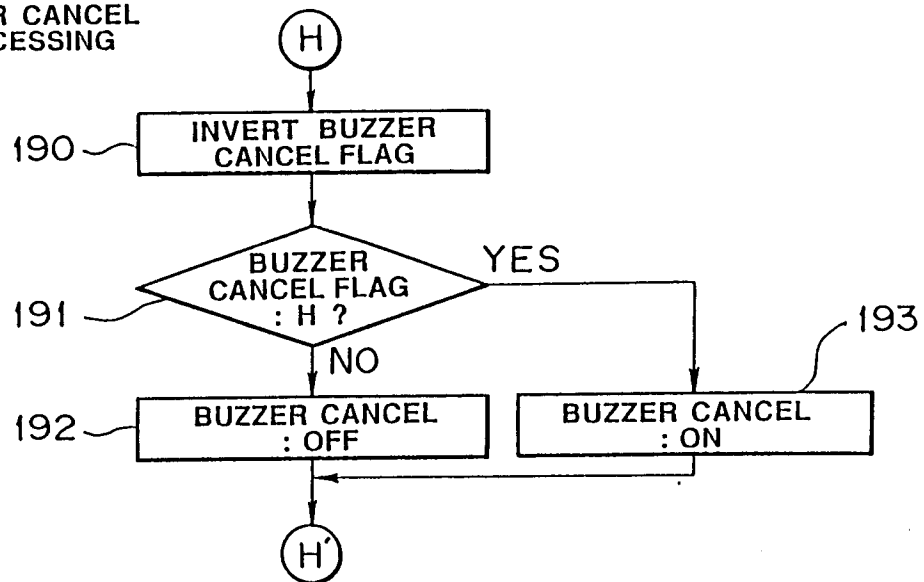 R CANCEL
CESSING
H
190
INVERT BUZZER
CANCEL FLAG
191
BUZZER
CANCEL FLAG
: H ?
YES
NO
193
192
BUZZER CANCEL
: OFF
BUZZER CANCEL
: ON
H'